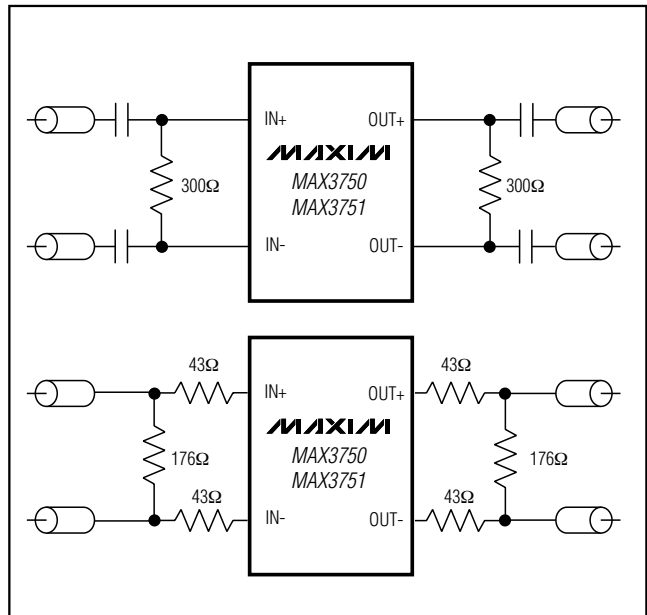 IN+ OUT+
MAXIM
300Ω MAX3750 300Ω
MAX3751
IN- OUT-
43Ω 43Ω
IN+ OUT+
MAXIM
176Ω MAX3750 176Ω
MAX3751
43Ω 43Ω
IN- OUT-